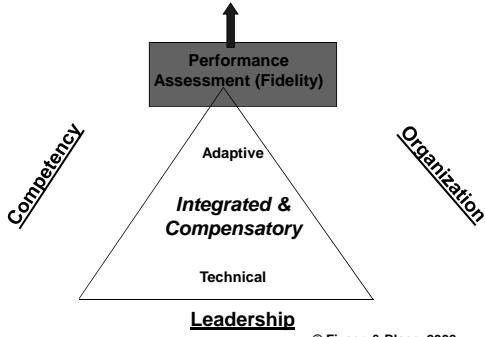 Performance
Assessment (Fidelity)
Adaptive
Competency
Organization
Integrated &
Compensatory
Technical
Leadership